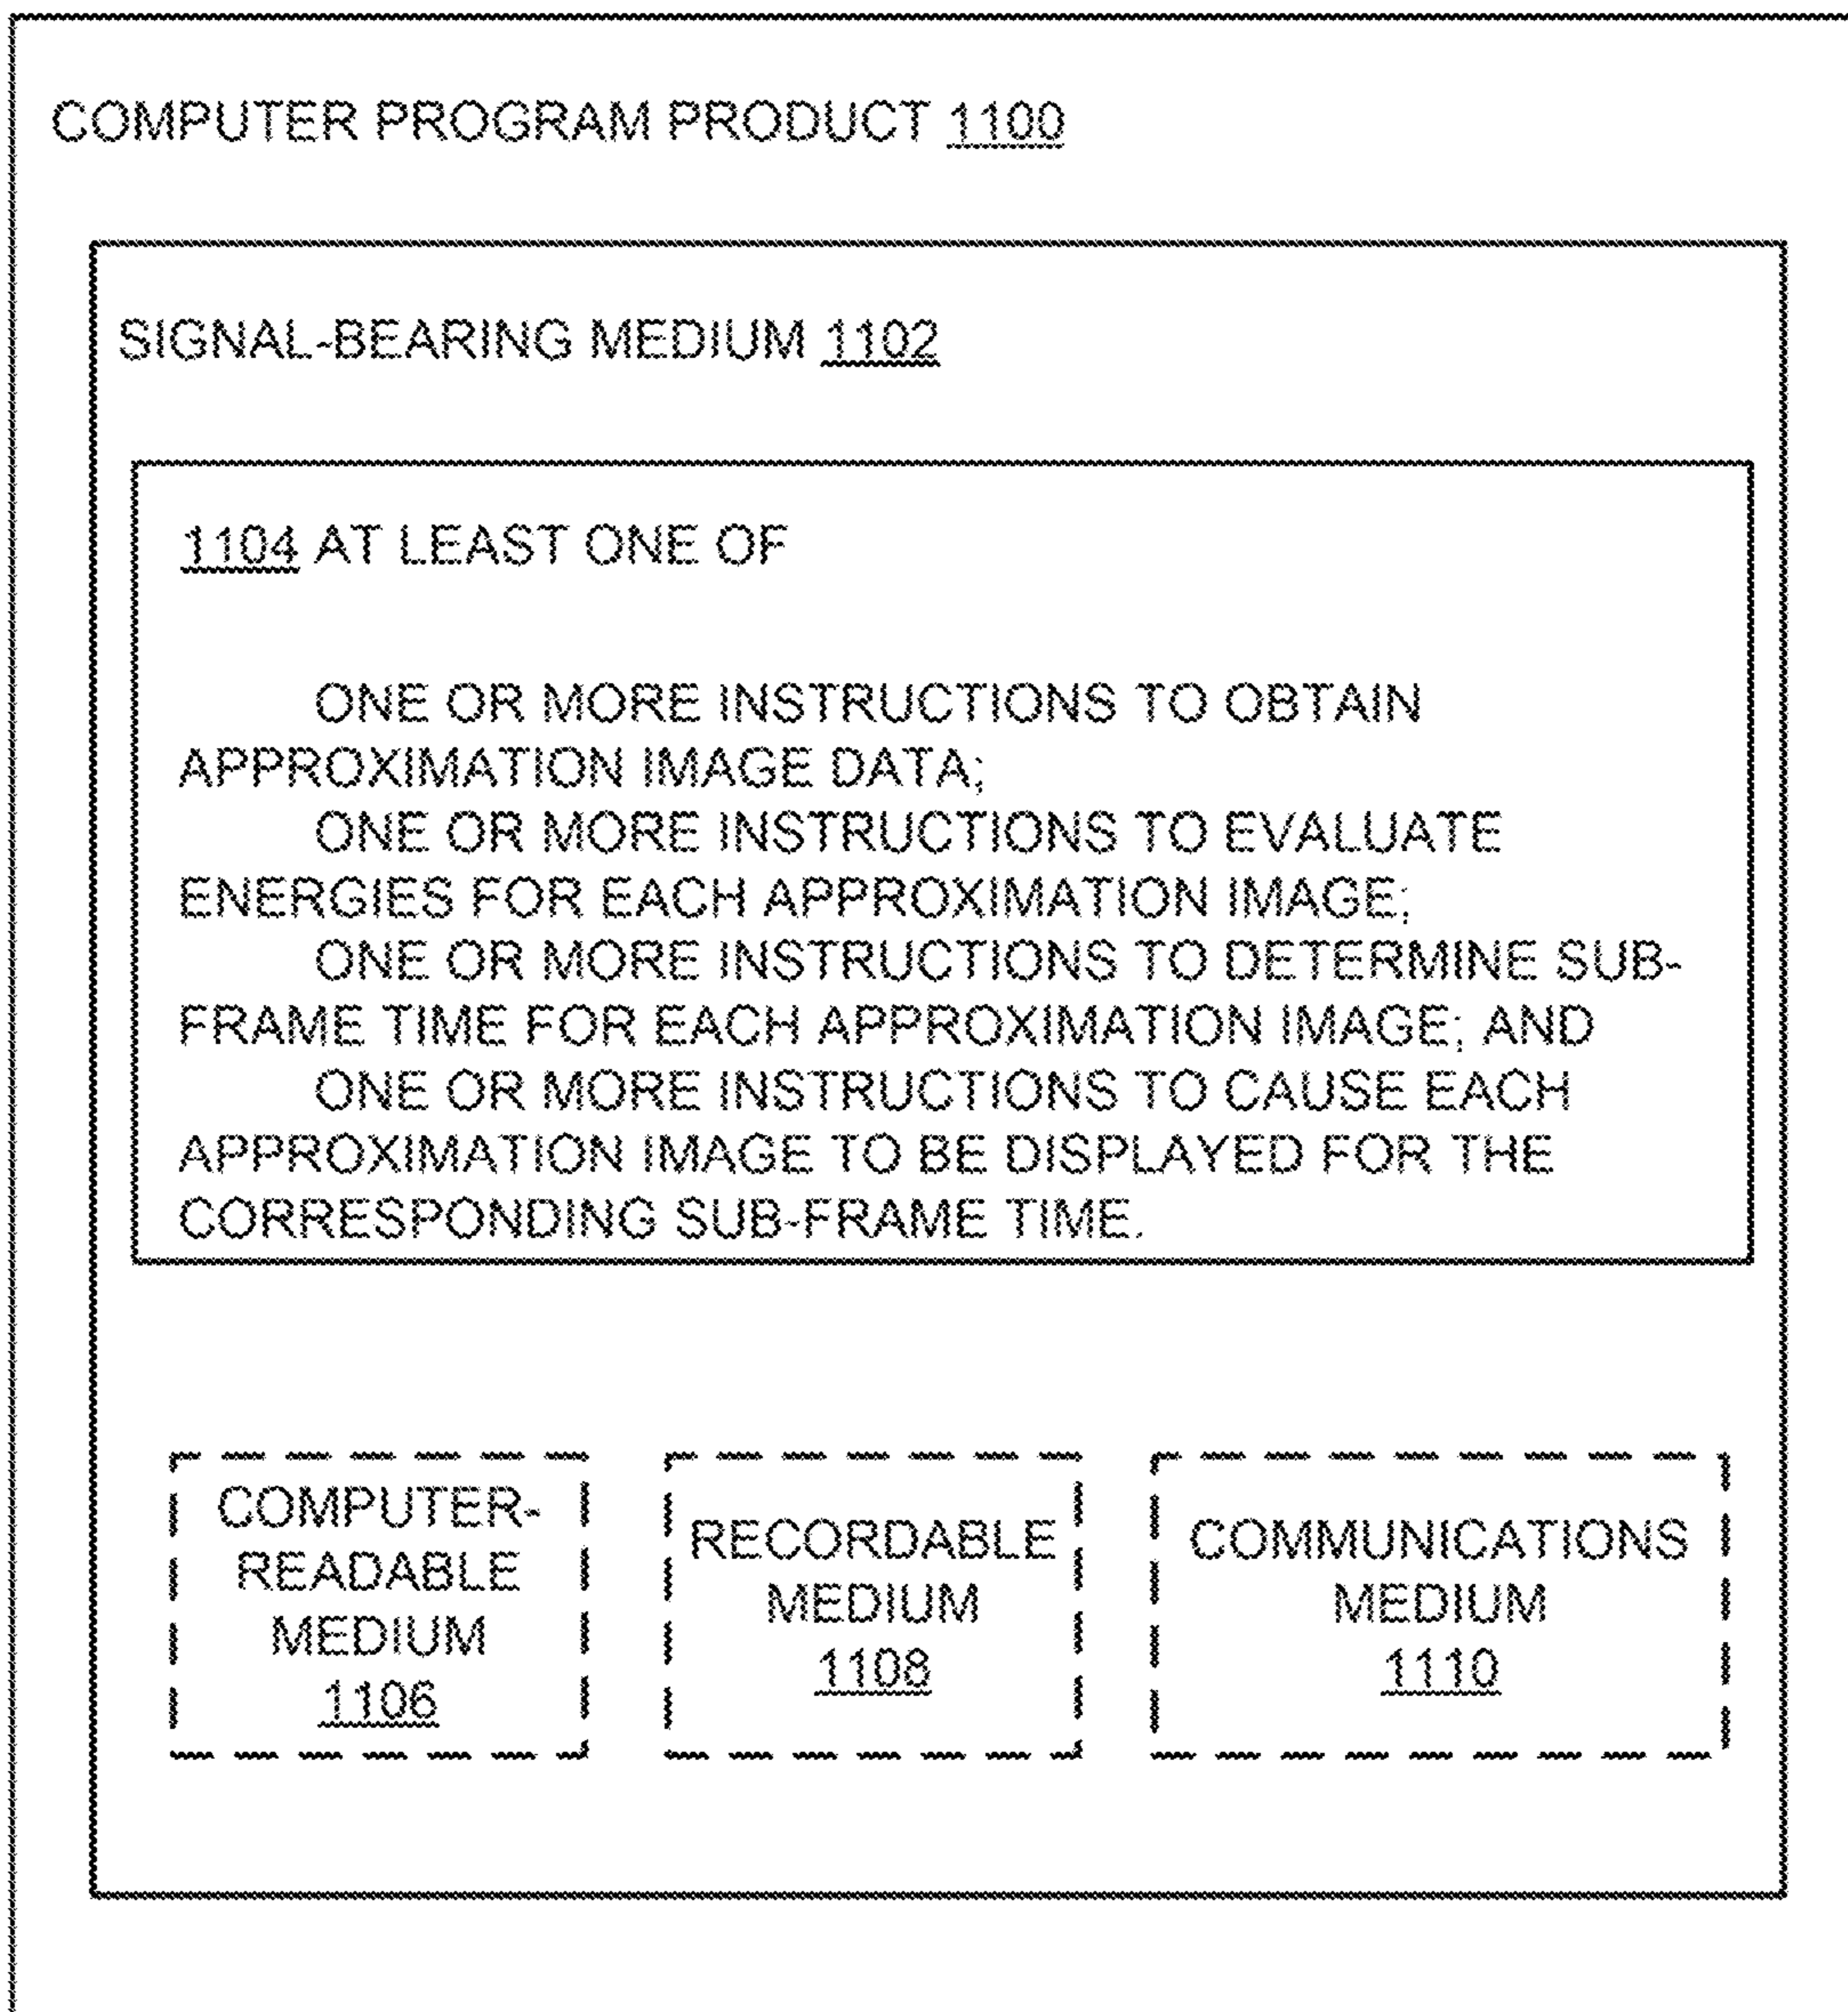 COMPUTER PROGRAM PRODUCT 1100
SIGNAL-BEARING MEDIUM 1102
1104 AT LEAST ONE OF
ONE OR MORE INSTRUCTIONS TO OBTAIN
APPROXIMATION IMAGE DATA;
ONE OR MORE INSTRUCTIONS TO EVALUATE
ENERGIES FOR EACH APPROXIMATION IMAGE;
ONE OR MORE INSTRUCTIONS TO DETERMINE SUB-
FRAME TIME FOR EACH APPROXIMATION IMAGE; AND
ONE OR MORE INSTRUCTIONS TO CAUSE EACH
APPROXIMATION IMAGE TO BE DISPLAYED FOR THE
CORRESPONDING SUB-FRAME TIME.
COMPUTER-
READABLE
MEDIUM
1106
RECORDABLE
MEDIUM
1108
COMMUNICATIONS
MEDIUM
1110